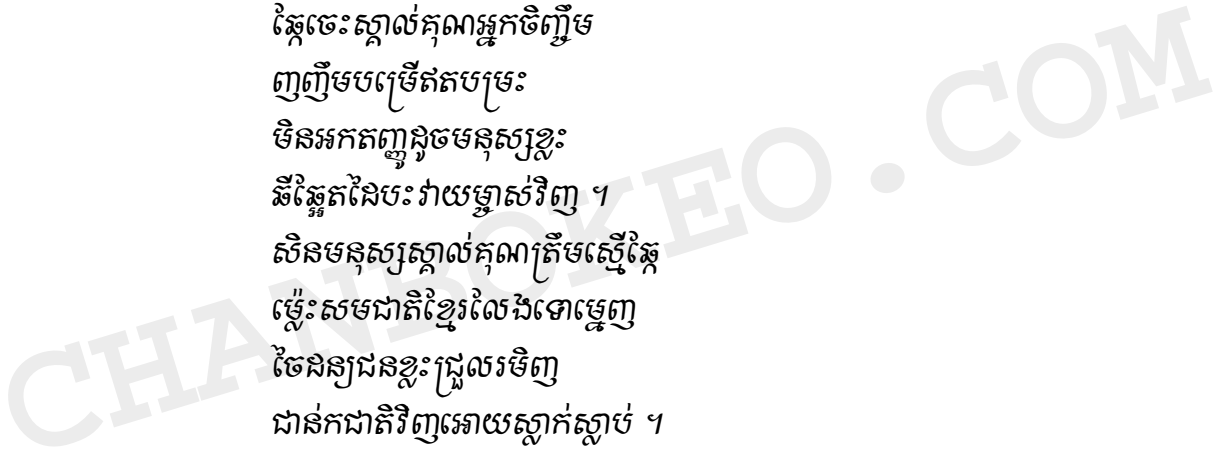 ឆ្កែចេះស្គាល់គុណអ្នកចិញ្ចឹម
ញញឹមបម្រើឥតបម្រះ
មិនអកតញ្ញូដូចមនុស្សខ្លះ
ឆីឆ្អែតដៃបះវាយម្ចាស់វិញ ។
សិនមនុស្សស្គាល់គុណត្រឹមស្មើឆ្កែ
ម្ល៉េះសមជាតិខ្មែរលែងទោម្នេញ
ចៃដន្យជនខ្លះជ្រួលរមិញ
ជាន់កជាតិវិញអោយស្លាក់ស្លាប់ ។
CHANBOKEO.COM